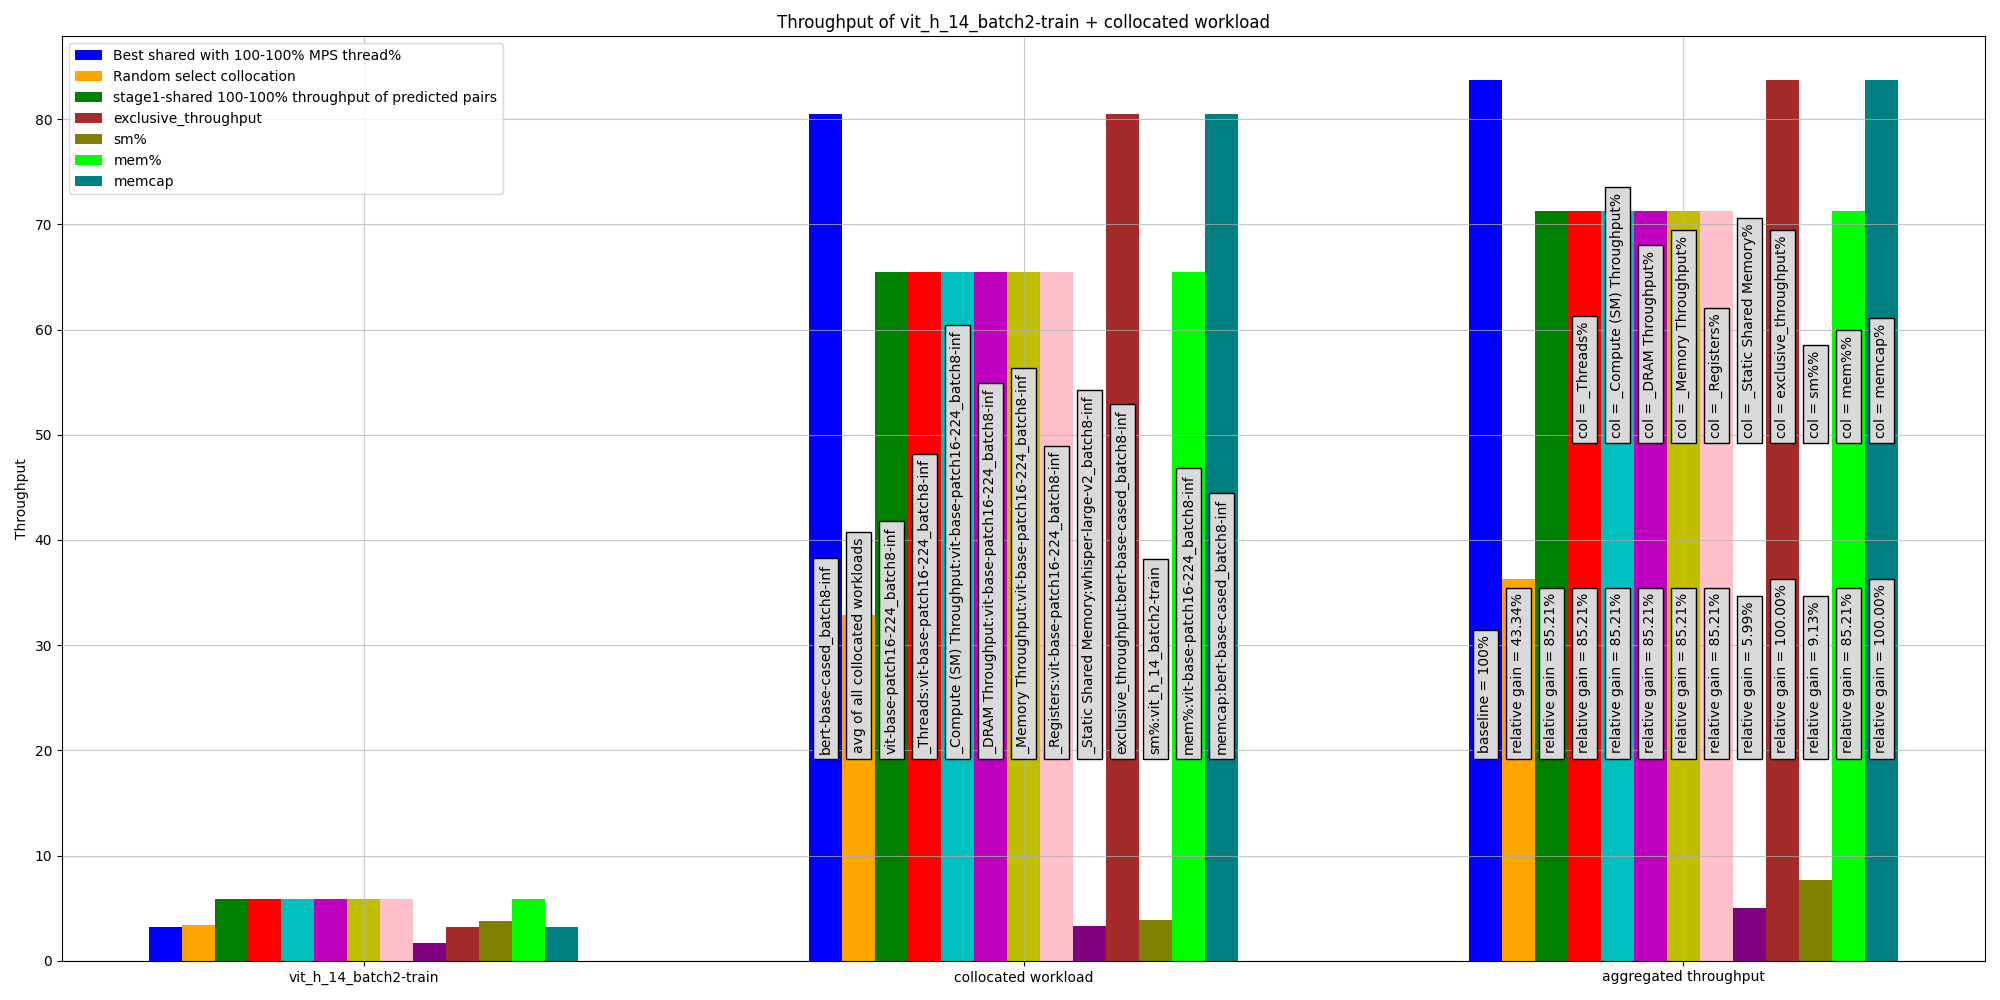 Throughput of vit_h_14_batch2-train + collocated workload
Best shared with 100-100% MPS thread%
Random select collocation
stage1-shared 100-100% throughput of predicted pairs
exclusive_throughput
sm%
mem%
memcap
Throughput
80
70
60
50
40
30
20
10
0
bert-base-cased_batch8-inf
avg of all collocated workloads
vit-base-patch16-224_batch8-inf
_Threads:vit-base-patch16-224_batch8-inf
_Compute (SM) Throughput:vit-base-patch16-224_batch8-inf
_DRAM Throughput:vit-base-patch16-224_batch8-inf
_Memory Throughput:vit-base-patch16-224_batch8-inf
_Registers:vit-base-patch16-224_batch8-inf
_Static Shared Memory:whisper-large-v2_batch8-inf
exclusive_throughput:bert-base-cased_batch8-inf
sm%:vit_h_14_batch2-train
mem%:vit-base-patch16-224_batch8-inf
memcap:bert-base-cased_batch8-inf
col = _Threads%
col = _Compute (SM) Throughput%
col = _DRAM Throughput%
col = _Memory Throughput%
col = _Registers%
col = _Static Shared Memory%
col = exclusive_throughput%
col = sm%%
col = mem%%
col = memcap%
baseline = 100%
relative gain = 43.34%
relative gain = 85.21%
relative gain = 85.21%
relative gain = 85.21%
relative gain = 85.21%
relative gain = 85.21%
relative gain = 85.21%
relative gain = 5.99%
relative gain = 100.00%
relative gain = 9.13%
relative gain = 85.21%
relative gain = 100.00%
vit_h_14_batch2-train
collocated workload
aggregated throughput